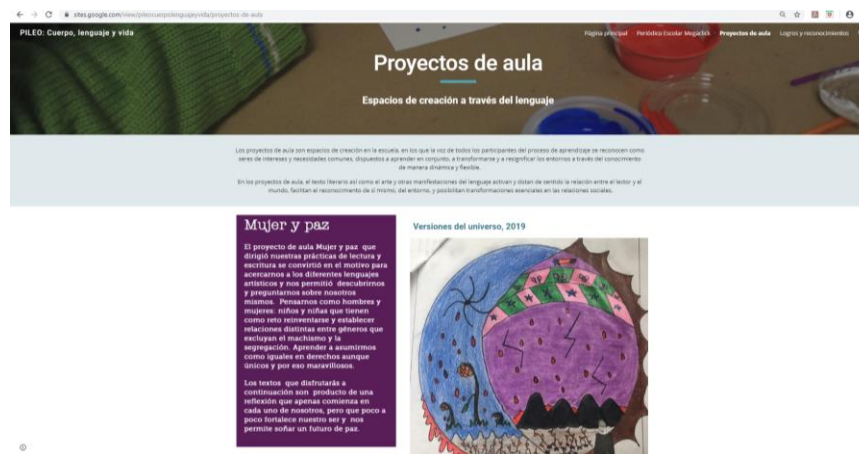 sites.google.com/view/pileocuerpolenguajeyvida/proyectos-de-aula
PILEO: Cuerpo, lenguaje y vida
Página principal Periódico Escolar Megaclick Proyectos de aula Logros y reconocimientos
Proyectos de aula
Espacios de creación a través del lenguaje
Los proyectos de aula son espacios de creación en la escuela, en los que la voz de todos los participantes del proceso de aprendizaje se reconocen como
seres de intereses y necesidades comunes, dispuestos a aprender en conjunto, a transformarse y a resignificar los entornos a través del conocimiento
de manera dinámica y flexible.
En los proyectos de aula, el texto literario así como el arte y otras manifestaciones del lenguaje activan y dotan de sentido la relación entre el lector y el
mundo, facilitan el reconocimiento de sí mismo, del entorno, y posibilitan transformaciones esenciales en las relaciones sociales.
Mujer y paz
El proyecto de aula Mujer y paz que
dirigió nuestras prácticas de lectura y
escritura se convirtió en el motivo para
acercarnos a los diferentes lenguajes
artísticos y nos permitió descubrirnos
y preguntarnos sobre nosotros
mismos. Pensarnos como hombres y
mujeres: niños y niñas que tienen
como reto reinventarse y establecer
relaciones distintas entre géneros que
excluyan el machismo y la
segregación. Aprender a asumirnos
como iguales en derechos aunque
únicos y por eso maravillosos.
Los textos que disfrutarás a
continuación son producto de una
reflexión que apenas comienza en
cada uno de nosotros, pero que poco a
poco fortalece nuestro ser y nos
permite soñar un futuro de paz.
Versiones del universo, 2019